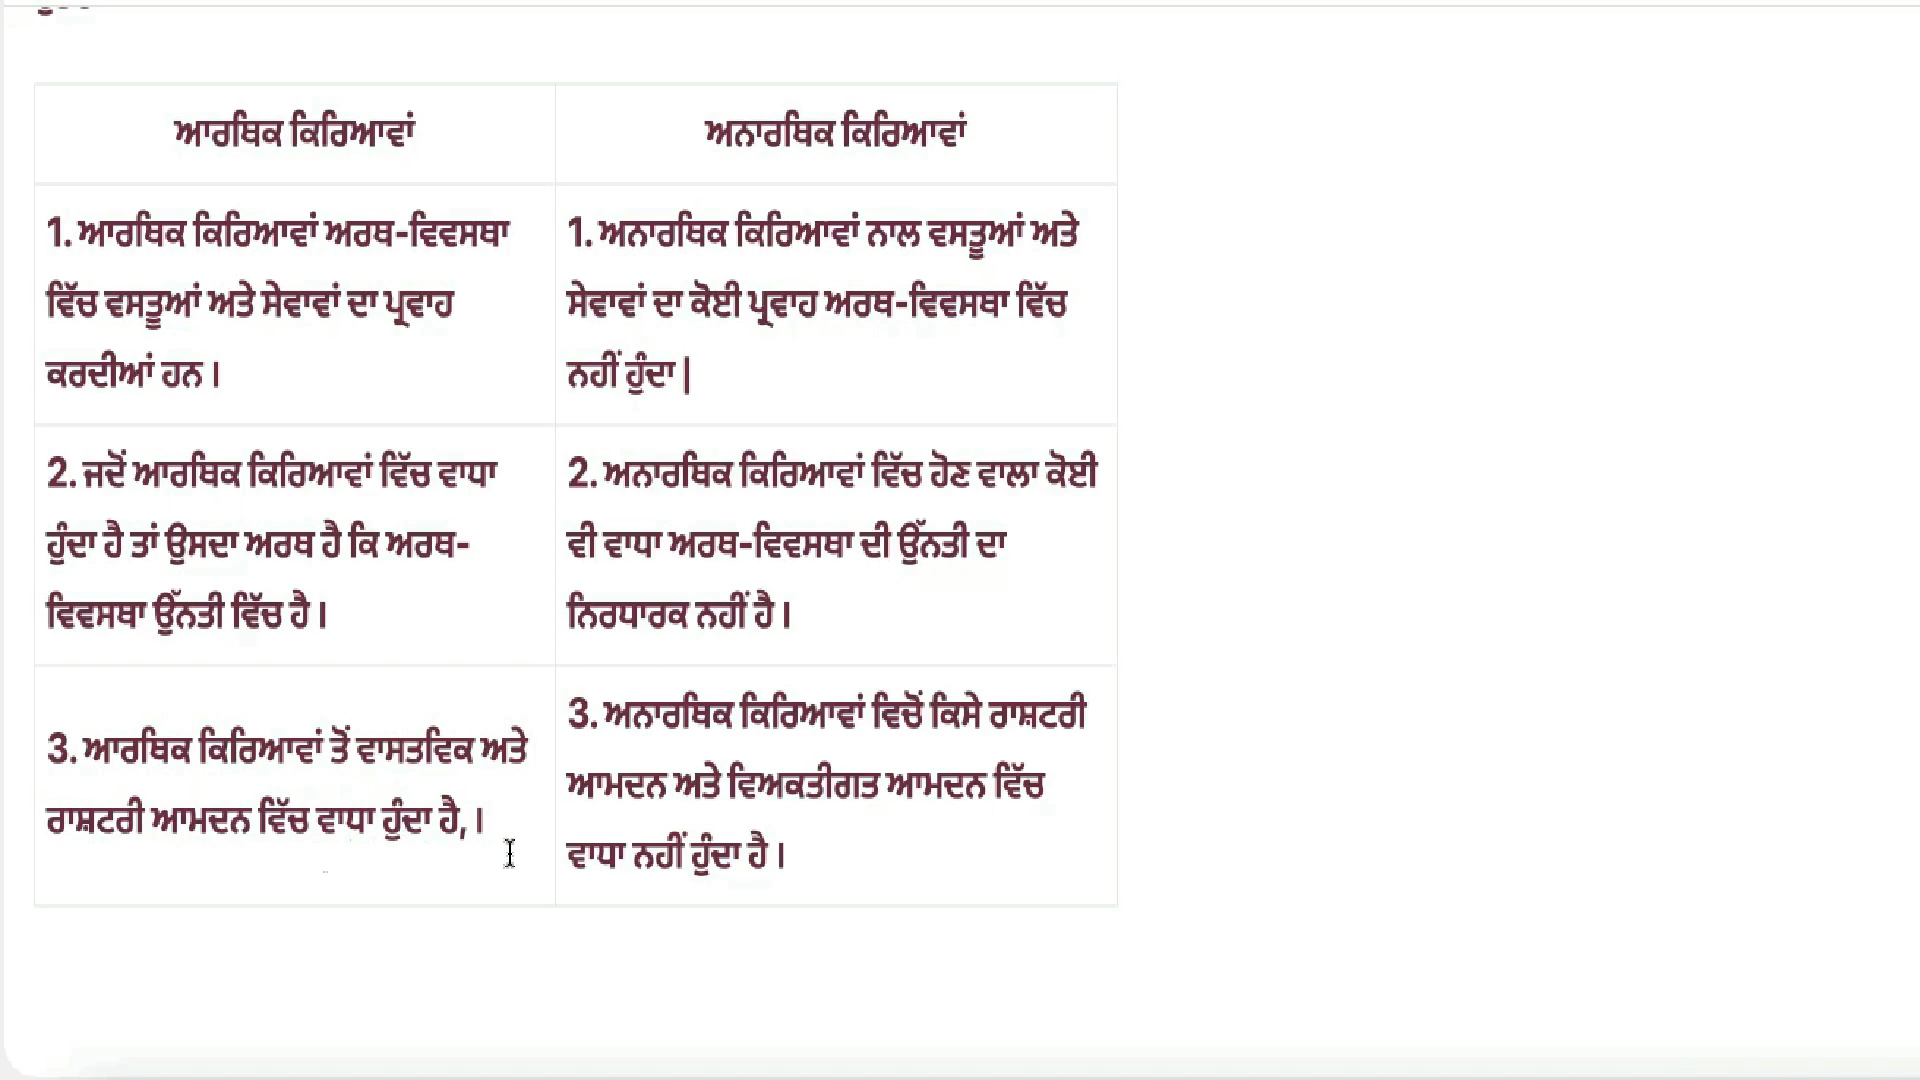 ਆਰਥਿਕ ਕਿਰਿਆਵਾਂ
ਅਨਾਰਥਿਕ ਕਿਰਿਆਵਾਂ
1. ਆਰਥਿਕ ਕਿਰਿਆਵਾਂ ਅਰਥ-ਵਿਵਸਥਾ
ਵਿੱਚ ਵਸਤੂਆਂ ਅਤੇ ਸੇਵਾਵਾਂ ਦਾ ਪ੍ਰਵਾਹ
ਕਰਦੀਆਂ ਹਨ ।
1. ਅਨਾਰਥਿਕ ਕਿਰਿਆਵਾਂ ਨਾਲ ਵਸਤੂਆਂ ਅਤੇ
ਸੇਵਾਵਾਂ ਦਾ ਕੋਈ ਪ੍ਰਵਾਹ ਅਰਥ-ਵਿਵਸਥਾ ਵਿੱਚ
ਨਹੀਂ ਹੁੰਦਾ |
2. ਜਦੋਂ ਆਰਥਿਕ ਕਿਰਿਆਵਾਂ ਵਿੱਚ ਵਾਧਾ
ਹੁੰਦਾ ਹੈ ਤਾਂ ਉਸਦਾ ਅਰਥ ਹੈ ਕਿ ਅਰਥ-
ਵਿਵਸਥਾ ਉੱਨਤੀ ਵਿੱਚ ਹੈ ।
2. ਅਨਾਰਥਿਕ ਕਿਰਿਆਵਾਂ ਵਿੱਚ ਹੋਣ ਵਾਲਾ ਕੋਈ
ਵੀ ਵਾਧਾ ਅਰਥ-ਵਿਵਸਥਾ ਦੀ ਉੱਨਤੀ ਦਾ
ਨਿਰਧਾਰਕ ਨਹੀਂ ਹੈ ।
3. ਆਰਥਿਕ ਕਿਰਿਆਵਾਂ ਤੋਂ ਵਾਸਤਵਿਕ ਅਤੇ
ਰਾਸ਼ਟਰੀ ਆਮਦਨ ਵਿੱਚ ਵਾਧਾ ਹੁੰਦਾ ਹੈ, ।
3. ਅਨਾਰਥਿਕ ਕਿਰਿਆਵਾਂ ਵਿਚੋਂ ਕਿਸੇ ਰਾਸ਼ਟਰੀ
ਆਮਦਨ ਅਤੇ ਵਿਅਕਤੀਗਤ ਆਮਦਨ ਵਿੱਚ
ਵਾਧਾ ਨਹੀਂ ਹੁੰਦਾ ਹੈ ।